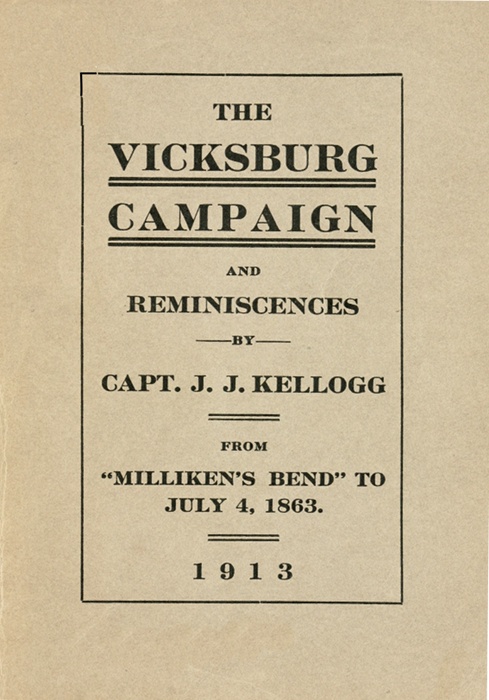 THE
VICKSBURG
CAMPAIGN
AND
REMINISCENCES
BY
CAPT. J. J. KELLOGG
FROM
“MILLIKEN'S BEND” TO
JULY 4, 1863.
1913